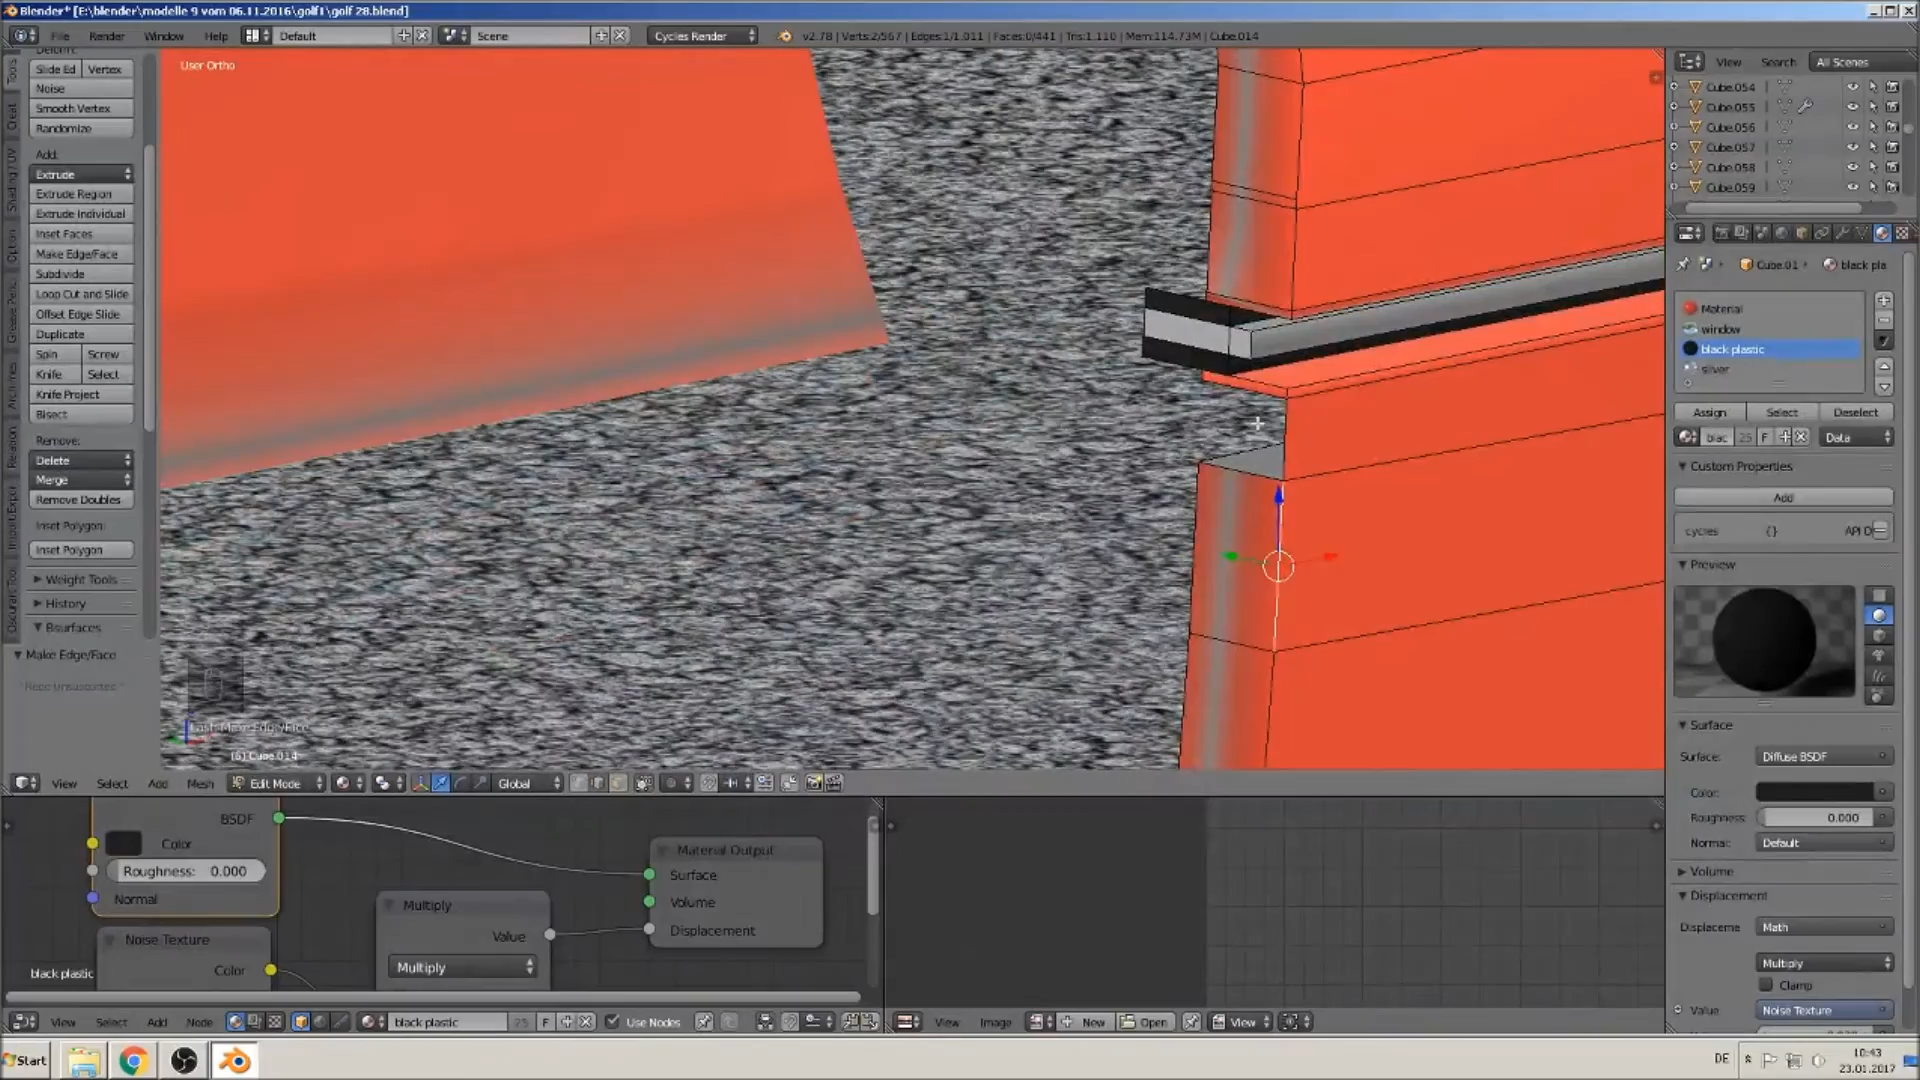 Blender* [E:\blender\modelle 9 vom 06.11.2016\golf1\golf 28.blend]
File Render Window Help Default Scene Cycles Render v2.78 | Verts:2/567 | Edges:1/1.011 | Faces:0/441 | Tris:1.110 | Mem:114.73M | Cube.014
User Ortho
Slide Ed Vertex
Noise
Smooth Vertex
Randomize
Add:
Extrude
Extrude Region
Extrude Individual
Inset Faces
Make Edge/Face
Subdivide
Loop Cut and Slide
Offset Edge Slide
Duplicate
Spin Screw
Knife Select
Knife Project
Bisect
Remove:
Delete
Merge
Remove Doubles
Inset Polygon:
Inset Polygon
Weight Tools
History
Bsurfaces
Make Edge/Face
Tools
Creat
Shading / UV
Option
Grease Penc
Relation
Last: Make Edge/Face
(6) Cube.014
View Select Add Mesh Edit Mode Global
BSDF
Color
Roughness: 0.000
Normal
Noise Texture
Color
Multiply
Value
Multiply
Material Output
Surface
Volume
Displacement
black plastic
View Select Add Node black plastic 25 F Use Nodes
View Image New Open View
View Search All Scenes
Cube.054
Cube.055
Cube.056
Cube.057
Cube.058
Cube.059
Cube.01 black pla
Material
window
black plastic
silver
Assign Select Deselect
blac 25 F Data
Custom Properties
Add
cycles {} API D
Preview
Surface
Surface: Diffuse BSDF
Color:
Roughness: 0.000
Normal: Default
Volume
Displacement
Displaceme Math
Multiply
Clamp
Value Noise Texture
Start
DE
10:43
23.01.2017